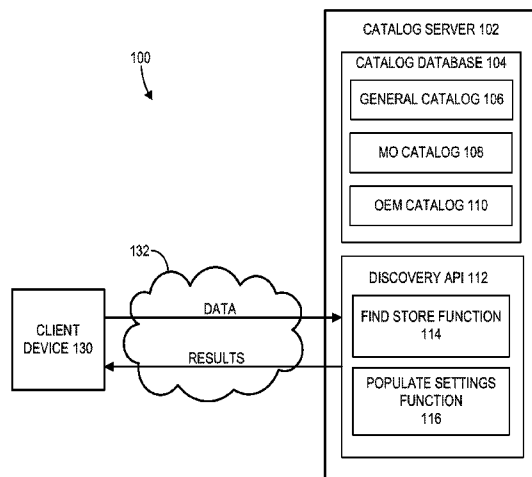 CATALOG SERVER 102
CATALOG DATABASE 104
100
GENERAL CATALOG 106
MO CATALOG 108
OEM CATALOG 110
132
DISCOVERY API 112
DATA
FIND STORE FUNCTION
114
CLIENT
DEVICE 130
RESULTS
POPULATE SETTINGS
FUNCTION
116